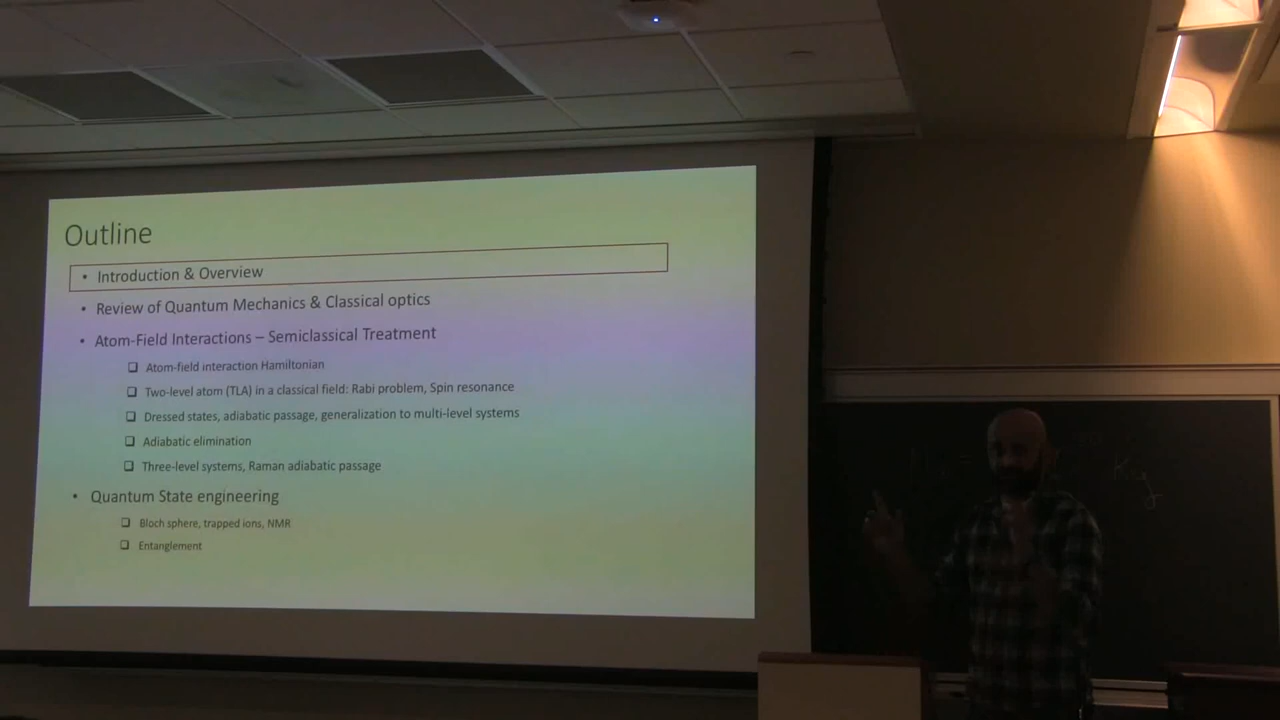 Outline
• Introduction & Overview
• Review of Quantum Mechanics & Classical optics
• Atom-Field Interactions – Semiclassical Treatment
❑ Atom-field interaction Hamiltonian
❑ Two-level atom (TLA) in a classical field: Rabi problem, Spin resonance
❑ Dressed states, adiabatic passage, generalization to multi-level systems
❑ Adiabatic elimination
❑ Three-level systems, Raman adiabatic passage
• Quantum State engineering
❑ Bloch sphere, trapped ions, NMR
❑ Entanglement